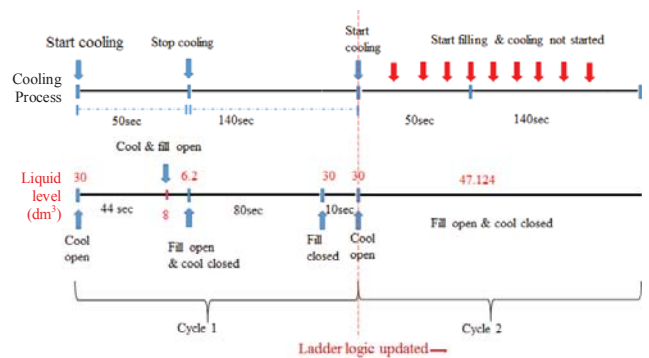 Start cooling
Stop cooling
Start
cooling
Start filling & cooling not started
Cooling
Process
50sec
140sec
50sec
140sec
Cool & fill open
Liquid
level
(dm³)
30
6.2
30
30
47.124
44 sec
8
80sec
10sec
Cool
open
Fill open
& cool closed
Fill
closed
Cool
open
Fill open & cool closed
Cycle 1
Cycle 2
Ladder logic updated